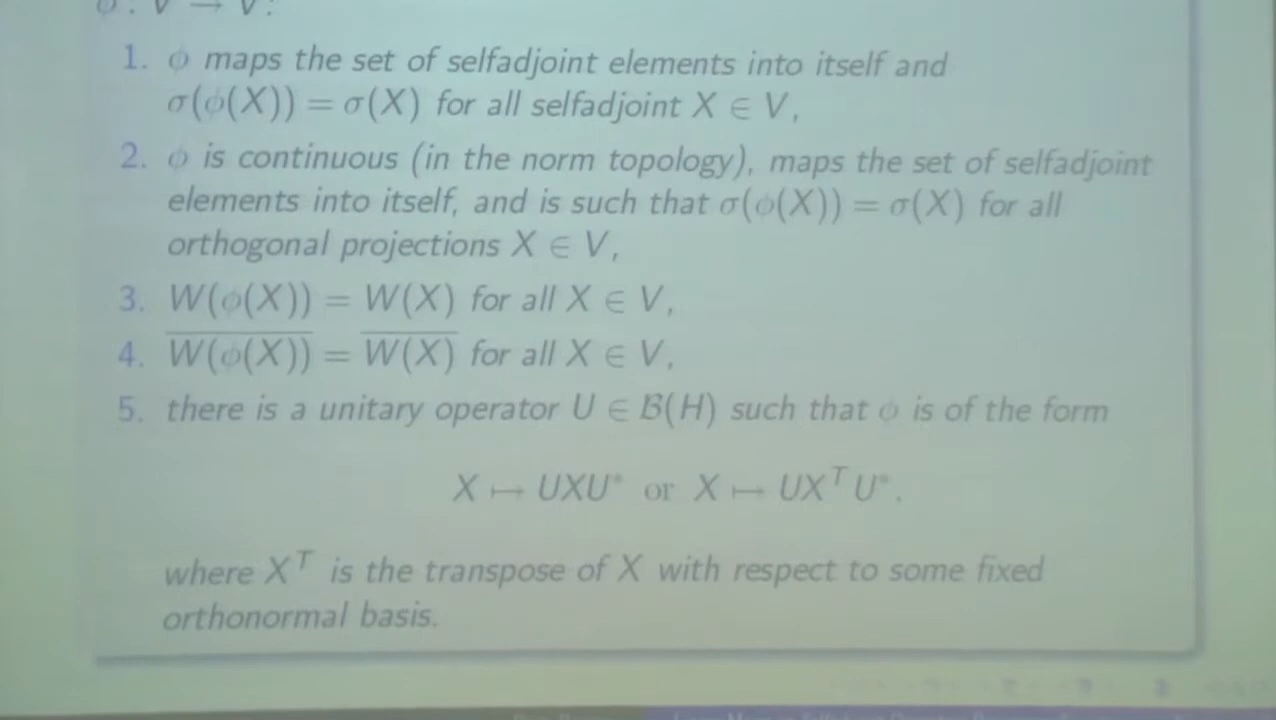 ϕ : V → V:
1. ϕ maps the set of selfadjoint elements into itself and
σ(ϕ(X)) = σ(X) for all selfadjoint X ∈ V,
2. ϕ is continuous (in the norm topology), maps the set of selfadjoint
elements into itself, and is such that σ(ϕ(X)) = σ(X) for all
orthogonal projections X ∈ V,
3. W(ϕ(X)) = W(X) for all X ∈ V,
4. \overline{W(ϕ(X))} = \overline{W(X)} for all X ∈ V,
5. there is a unitary operator U ∈ B(H) such that ϕ is of the form
X ↦ UXU* or X ↦ UXᵀU*,
where Xᵀ is the transpose of X with respect to some fixed
orthonormal basis.